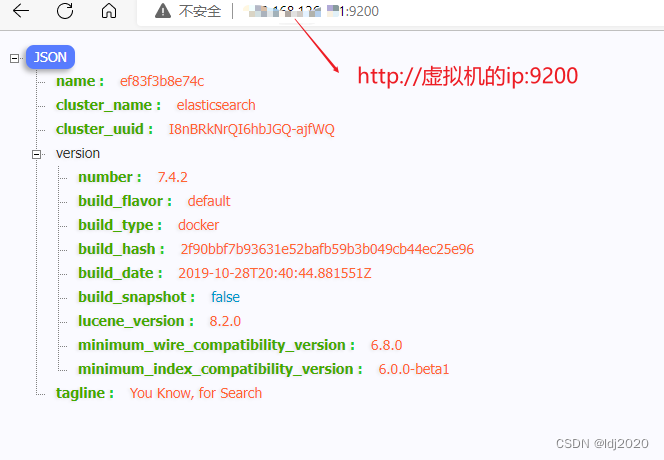 不安全
168.126 1:9200
http://虚拟机的ip:9200
JSON
name : ef83f3b8e74c
cluster_name : elasticsearch
cluster_uuid : I8nBRkNrQI6hbJGQ-ajfWQ
version
number : 7.4.2
build_flavor : default
build_type : docker
build_hash : 2f90bbf7b93631e52bafb59b3b049cb44ec25e96
build_date : 2019-10-28T20:40:44.881551Z
build_snapshot : false
lucene_version : 8.2.0
minimum_wire_compatibility_version : 6.8.0
minimum_index_compatibility_version : 6.0.0-beta1
tagline : You Know, for Search
CSDN @ldj2020